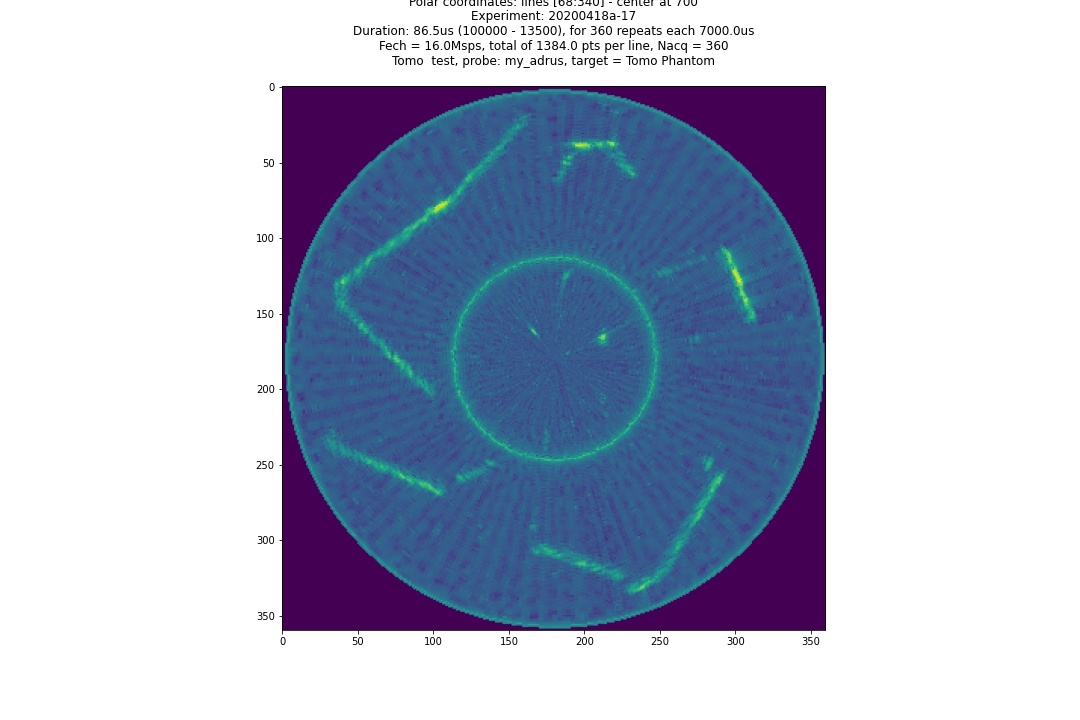 Polar coordinates: lines [68:340] - center at 700
Experiment: 20200418a-17
Duration: 86.5us (100000 - 13500), for 360 repeats each 7000.0us
Fech = 16.0Msps, total of 1384.0 pts per line, Nacq = 360
Tomo  test, probe: my_adrus, target = Tomo Phantom
0
50
100
150
200
250
300
350
0 50 100 150 200 250 300 350